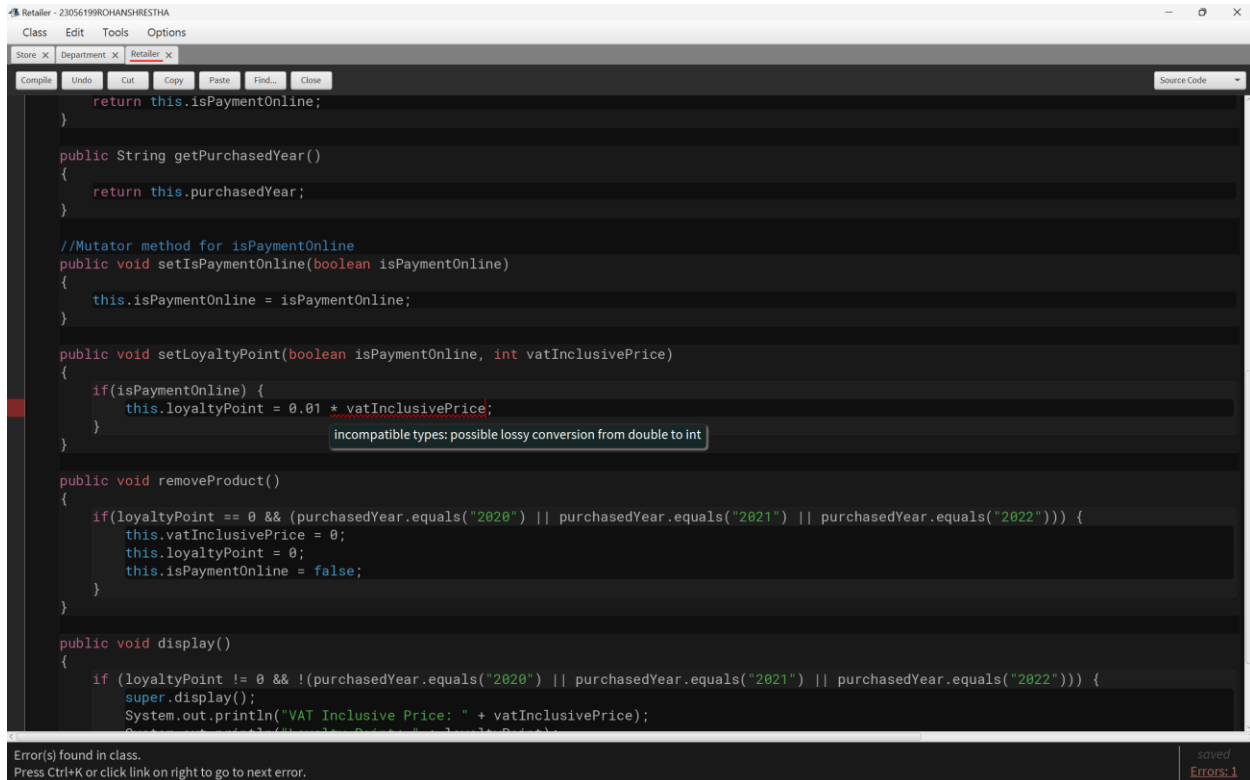 Retailer - 23056199ROHANSHRESTHA
Class Edit Tools Options
Store X Department X Retailer X
Compile Undo Cut Copy Paste Find... Close Source Code
return this.isPaymentOnline;
}
public String getPurchasedYear()
{
return this.purchasedYear;
}
//Mutator method for isPaymentOnline
public void setIsPaymentOnline(boolean isPaymentOnline)
{
this.isPaymentOnline = isPaymentOnline;
}
public void setLoyaltyPoint(boolean isPaymentOnline, int vatInclusivePrice)
{
if(isPaymentOnline) {
this.loyaltyPoint = 0.01 * vatInclusivePrice;
}
incompatible types: possible lossy conversion from double to int
}
public void removeProduct()
{
if(loyaltyPoint == 0 && (purchasedYear.equals("2020") || purchasedYear.equals("2021") || purchasedYear.equals("2022"))) {
this.vatInclusivePrice = 0;
this.loyaltyPoint = 0;
this.isPaymentOnline = false;
}
}
public void display()
{
if (loyaltyPoint != 0 && !(purchasedYear.equals("2020") || purchasedYear.equals("2021") || purchasedYear.equals("2022"))) {
super.display();
System.out.println("VAT Inclusive Price: " + vatInclusivePrice);
Error(s) found in class.
Press Ctrl+K or click link on right to go to next error.
saved
Errors: 1